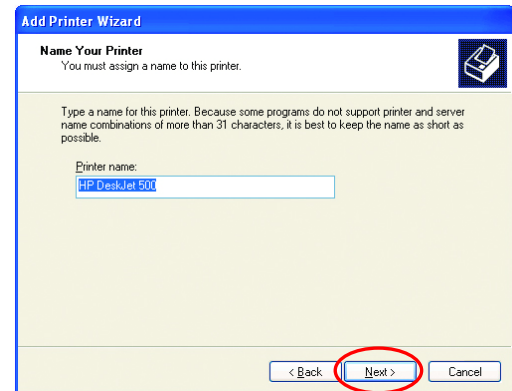 Add Printer Wizard
Name Your Printer
You must assign a name to this printer.
Type a name for this printer. Because some programs do not support printer and server
name combinations of more than 31 characters, it is best to keep the name as short as
possible.
Printer name:
HP DeskJet 500
< Back Next > Cancel